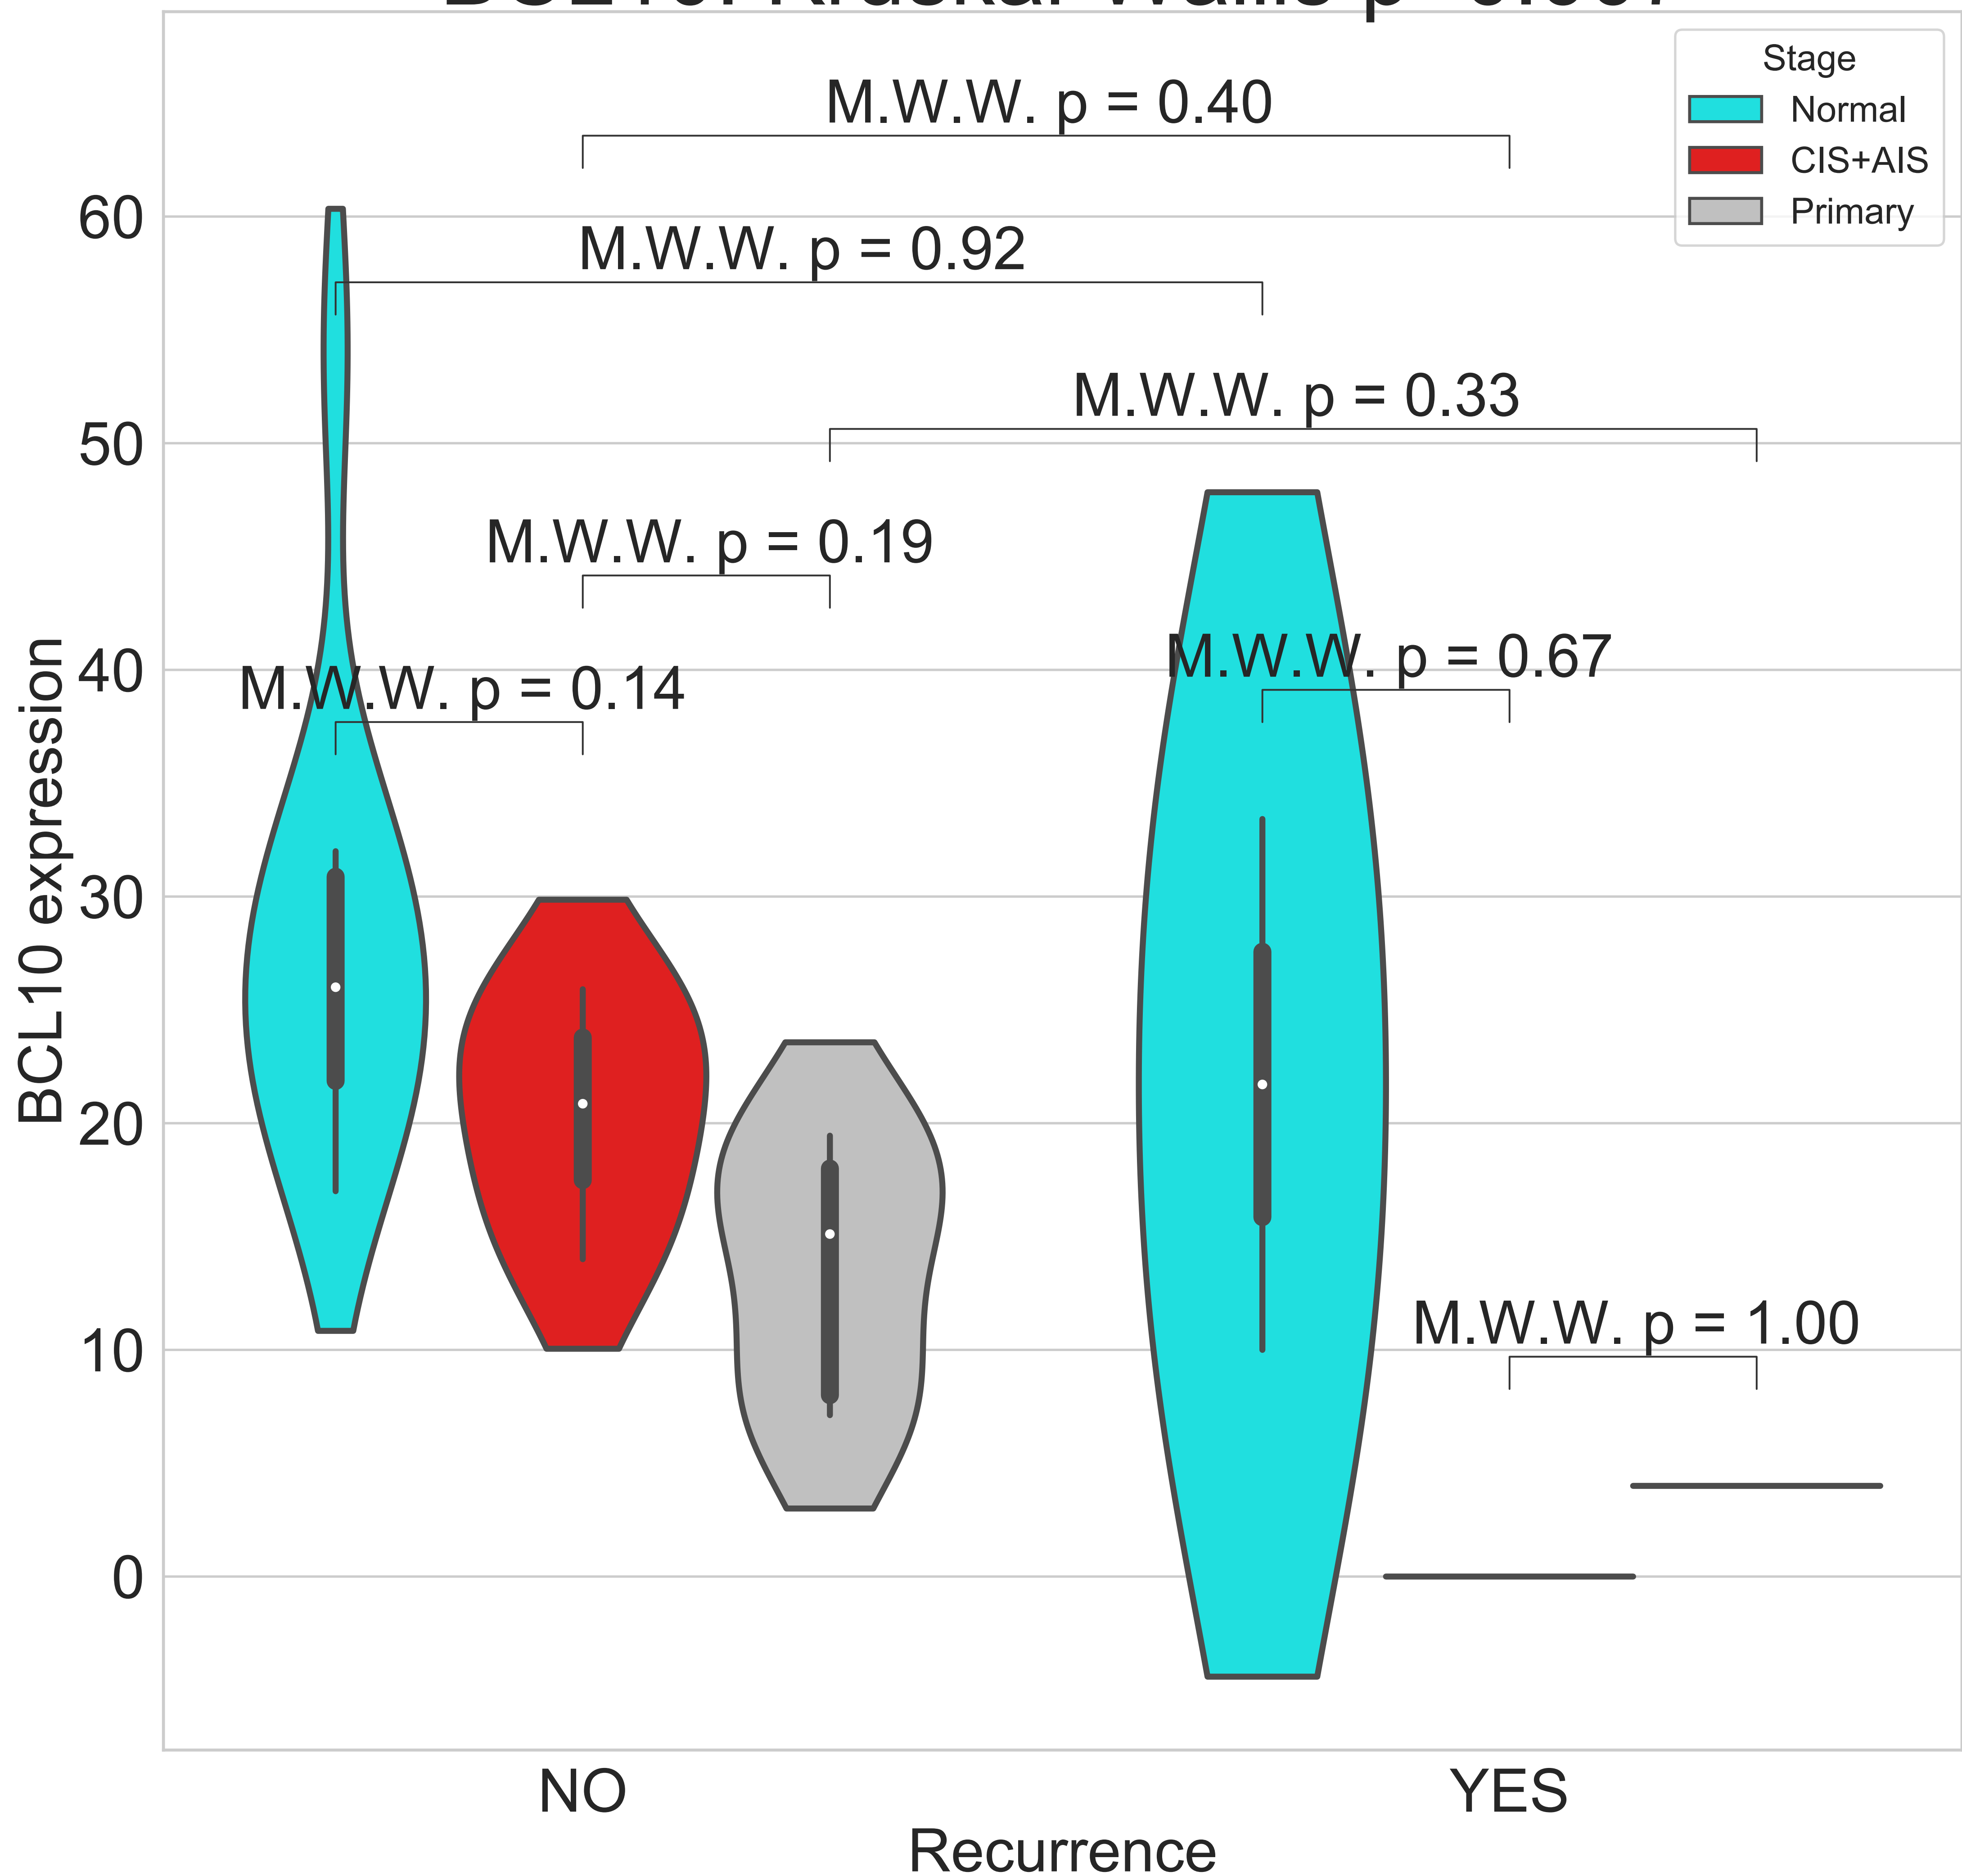 Stage
Normal
CIS+AIS
Primary
M.W.W. p = 0.40
M.W.W. p = 0.92
M.W.W. p = 0.33
M.W.W. p = 0.19
M.W.W. p = 0.67
M.W.W. p = 0.14
M.W.W. p = 1.00
60
50
40
30
20
10
0
BCL10 expression
NO
YES
Recurrence